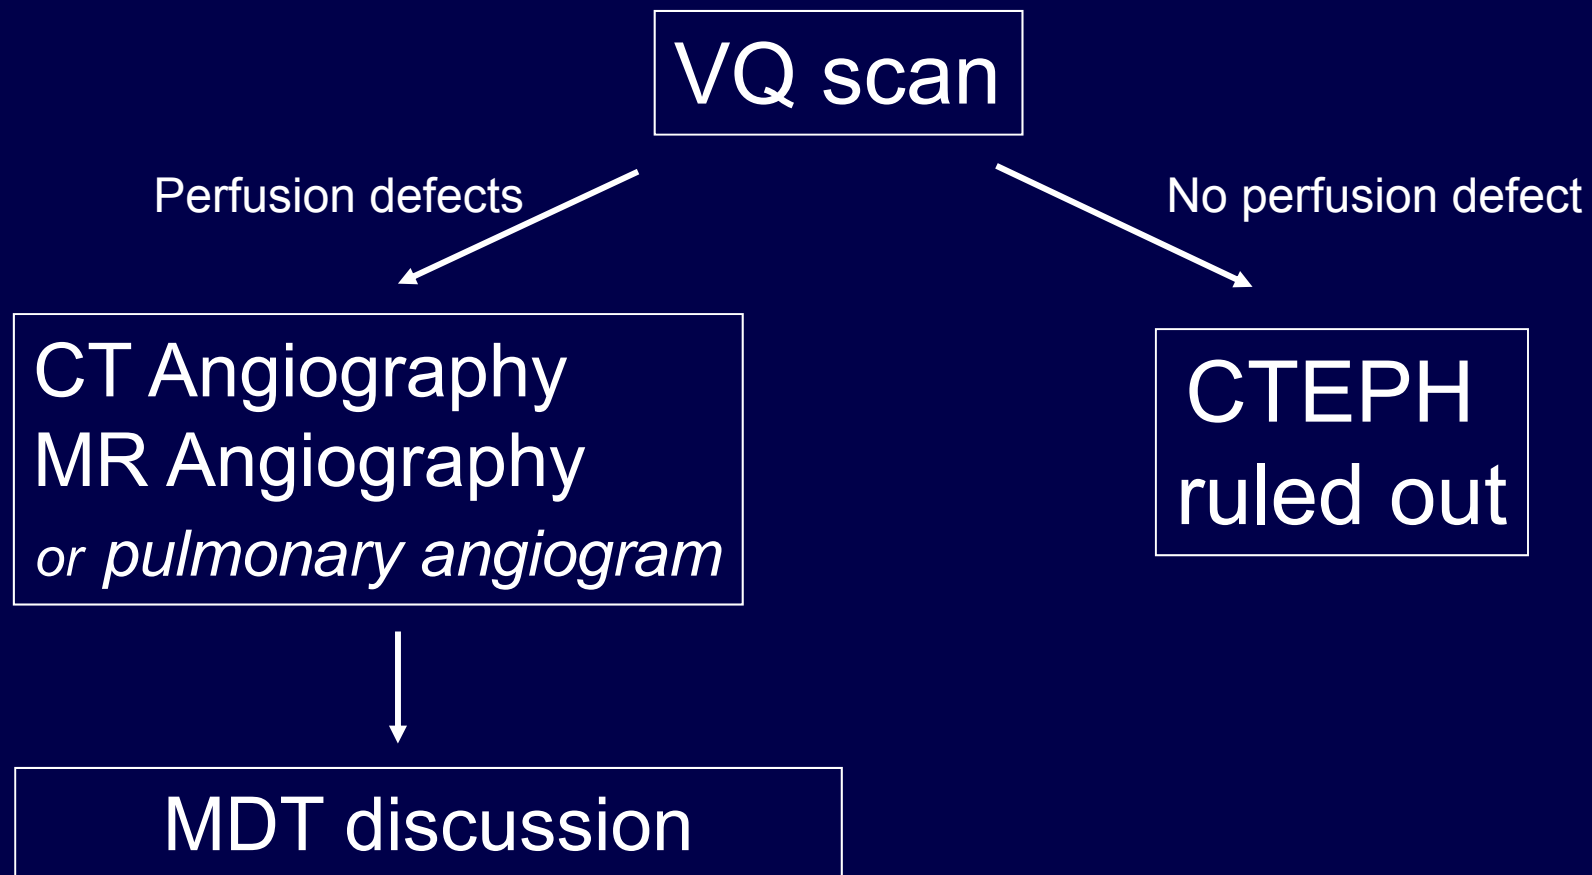 VQ scan
Perfusion defects
No perfusion defect
CT Angiography
MR Angiography
or pulmonary angiogram
CTEPH
ruled out
MDT discussion